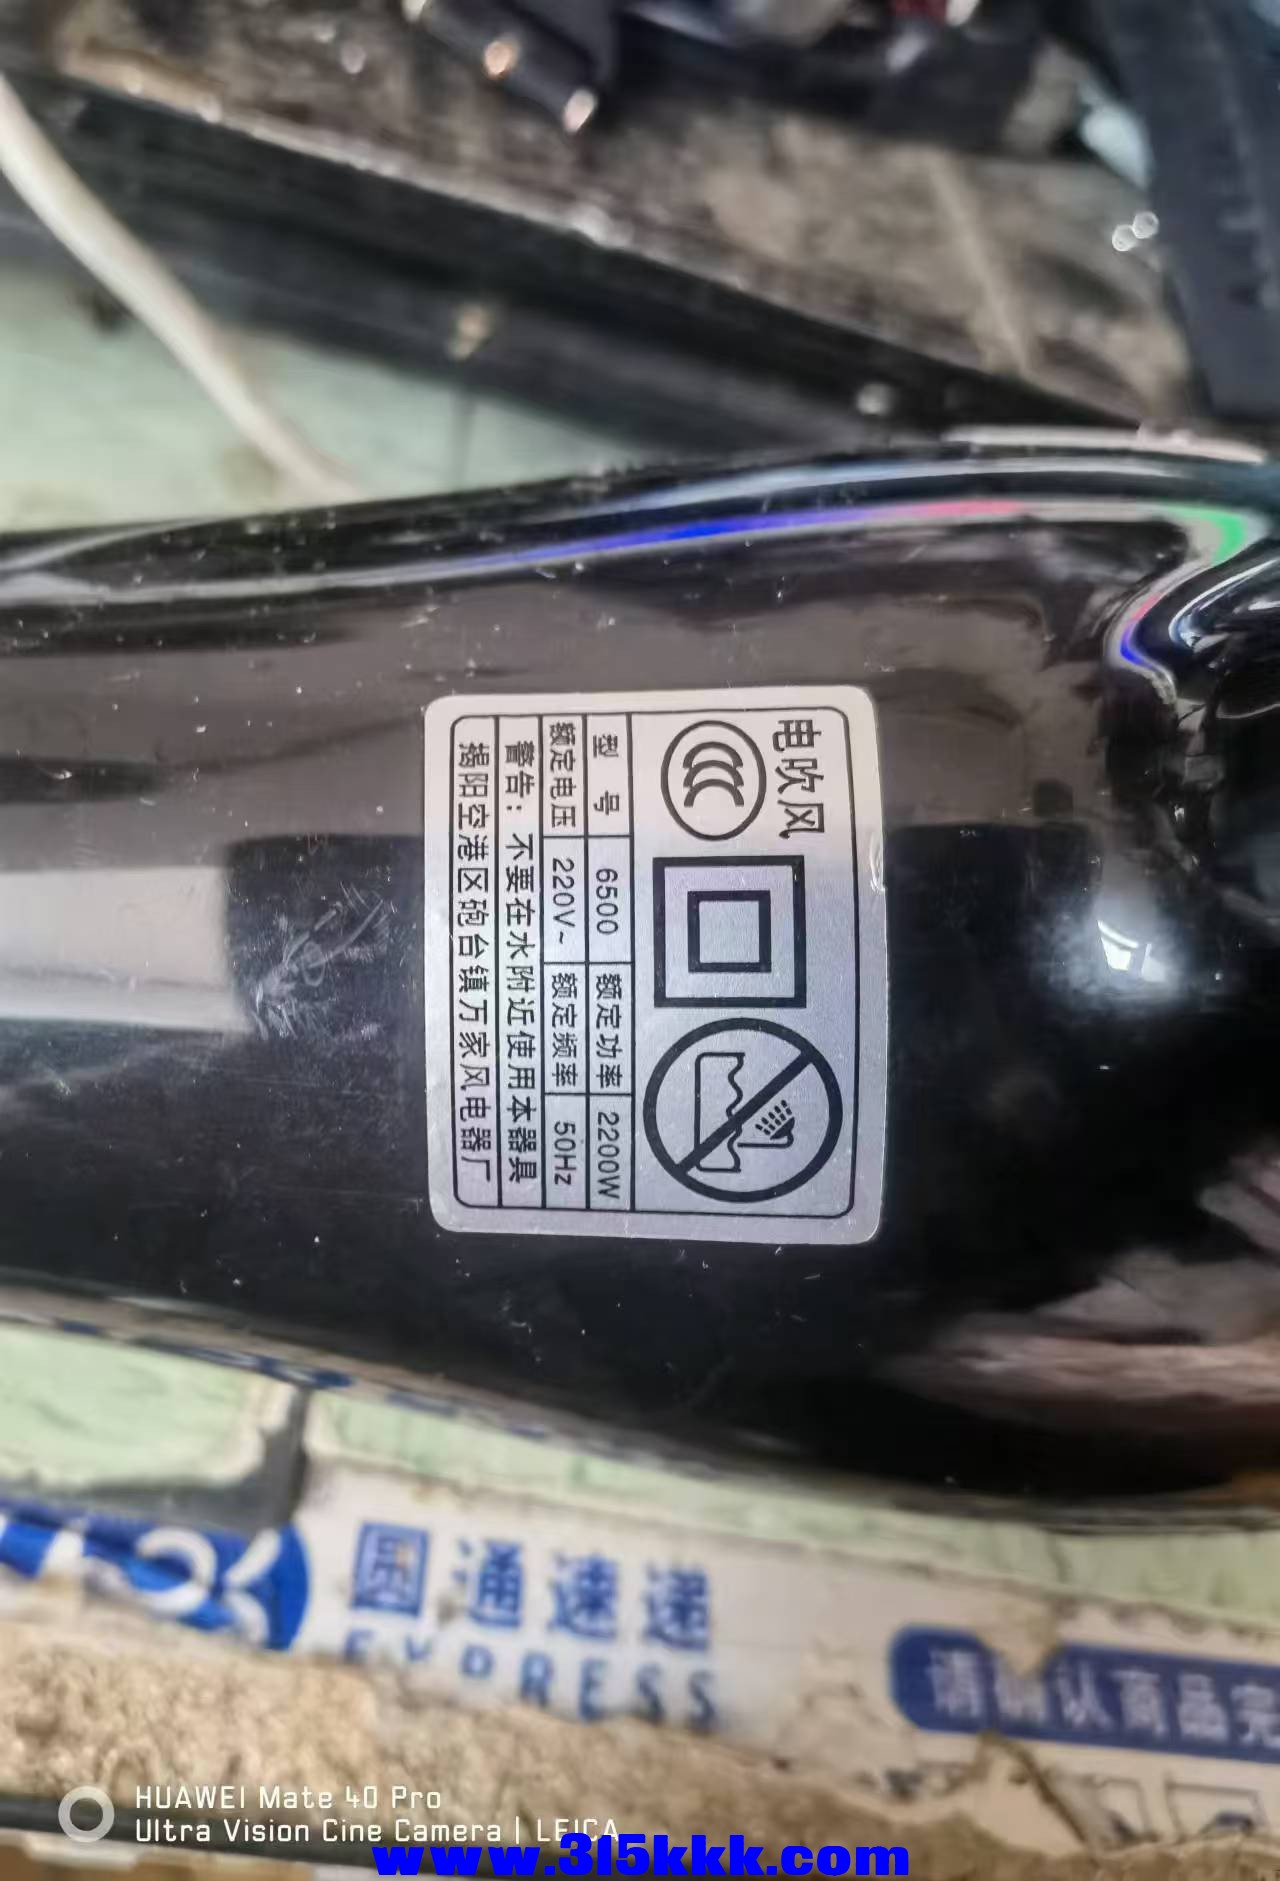 电吹风
型 号 6500 额定功率 2200W
额定电压 220V~ 额定频率 50Hz
警告：不要在水附近使用本器具
揭阳空港区砲台镇万家风电器厂
国通速递
EXPRESS
请确认商品完
HUAWEI Mate 40 Pro
Ultra Vision Cine Camera | LEICA
www.315kkk.com